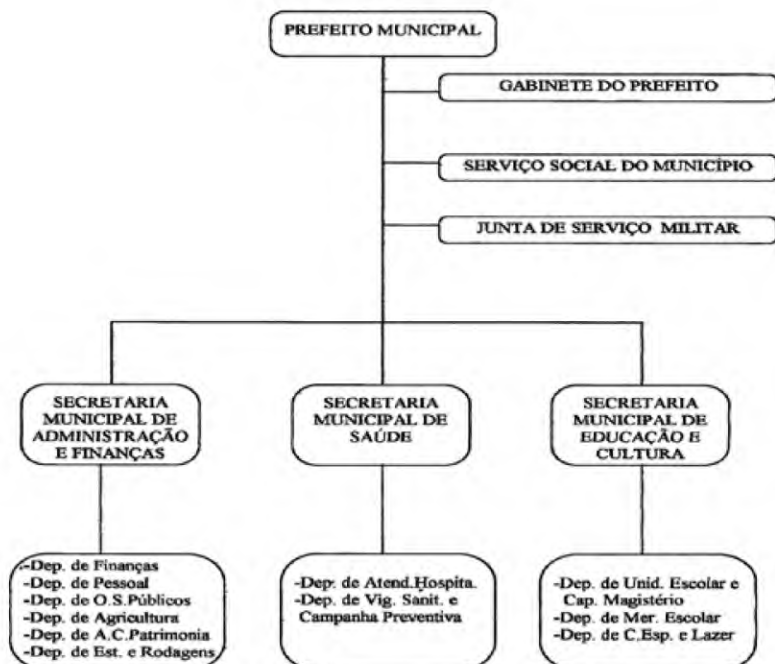 PREFEITO MUNICIPAL
GABINETE DO PREFEITO
SERVIÇO SOCIAL DO MUNICÍPIO
JUNTA DE SERVIÇO MILITAR
SECRETARIA
MUNICIPAL DE
ADMINISTRAÇÃO
E FINANÇAS
SECRETARIA
MUNICIPAL DE
SAÚDE
SECRETARIA
MUNICIPAL DE
EDUCAÇÃO E
CULTURA
-Dep. de Finanças
-Dep. de Pessoal
-Dep. de O.S.Públicos
-Dep. de Agricultura
-Dep. de A.C.Patrimonia
-Dep. de Est. e Rodagens
-Dep. de Atend.Hospita.
-Dep. de Vig. Sanit. e
Campanha Preventiva
-Dep. de Unid. Escolar e
Cap. Magistério
-Dep. de Mer. Escolar
-Dep. de C.Esp. e Lazer